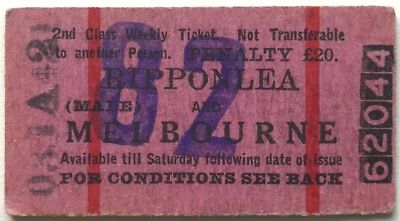 2nd Class Weekly Ticket. Not Transferable
to another Person. PENALTY £20.
RIPPONLEA
(MALE) AND
MELBOURNE
Available till Saturday following date of issue
FOR CONDITIONS SEE BACK
62
62044